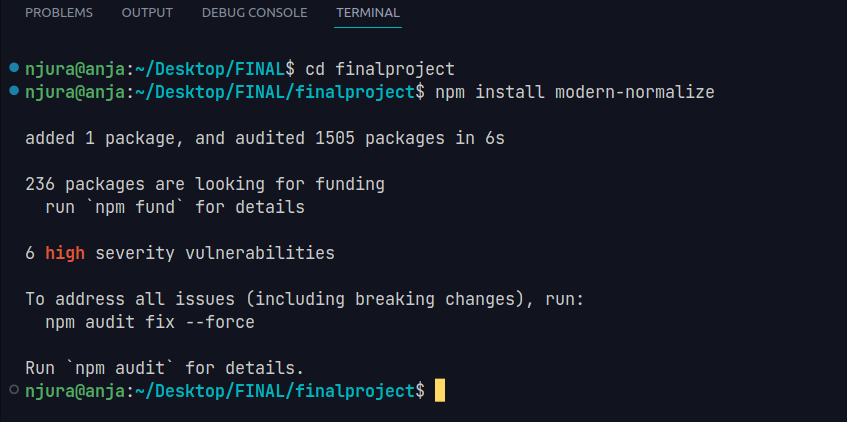 PROBLEMS OUTPUT DEBUG CONSOLE TERMINAL
njura@anja:~/Desktop/FINAL$ cd finalproject
njura@anja:~/Desktop/FINAL/finalproject$ npm install modern-normalize
added 1 package, and audited 1505 packages in 6s
236 packages are looking for funding
  run `npm fund` for details
6 high severity vulnerabilities
To address all issues (including breaking changes), run:
  npm audit fix --force
Run `npm audit` for details.
njura@anja:~/Desktop/FINAL/finalproject$